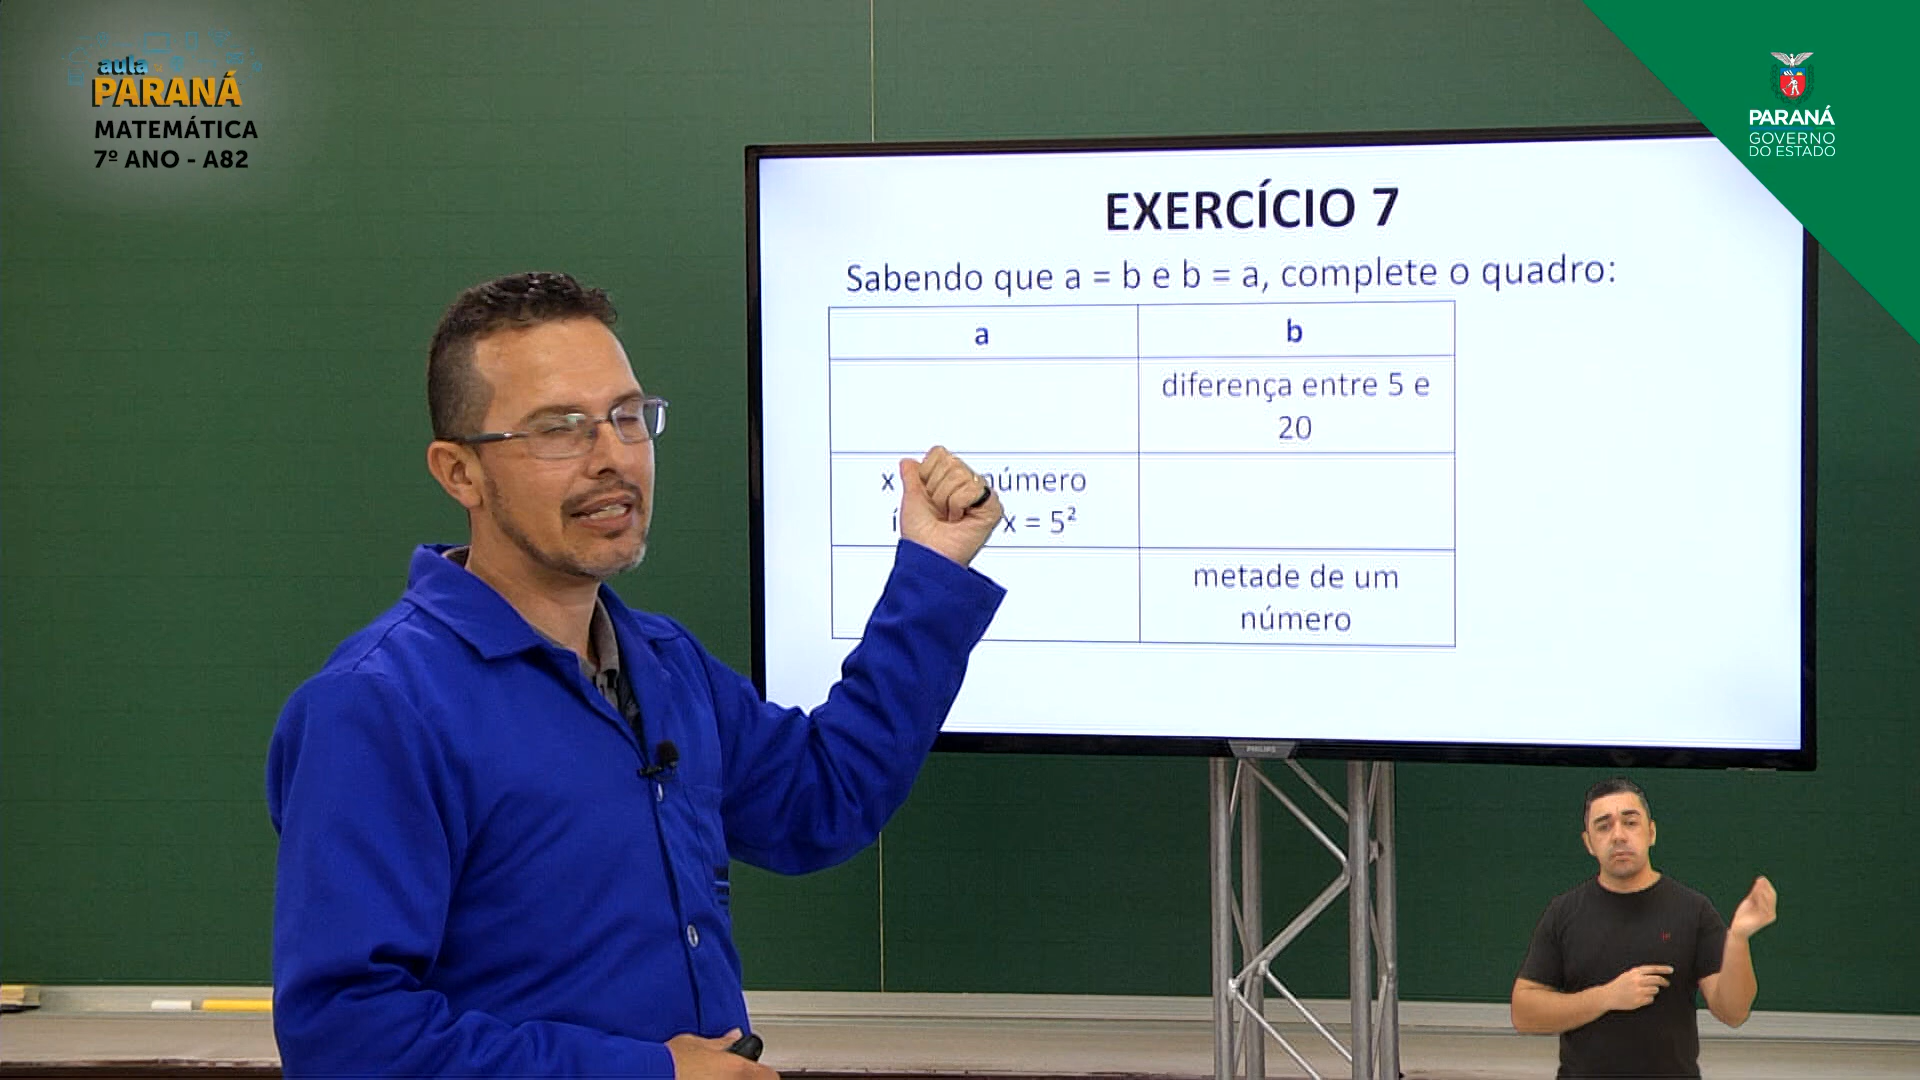 aula
PARANÁ
MATEMÁTICA
7º ANO - A82
PARANÁ
GOVERNO
DO ESTADO
EXERCÍCIO 7
Sabendo que a = b e b = a, complete o quadro:
a
b
diferença entre 5 e
20
x número
x = 5²
metade de um
número
PHILIPS